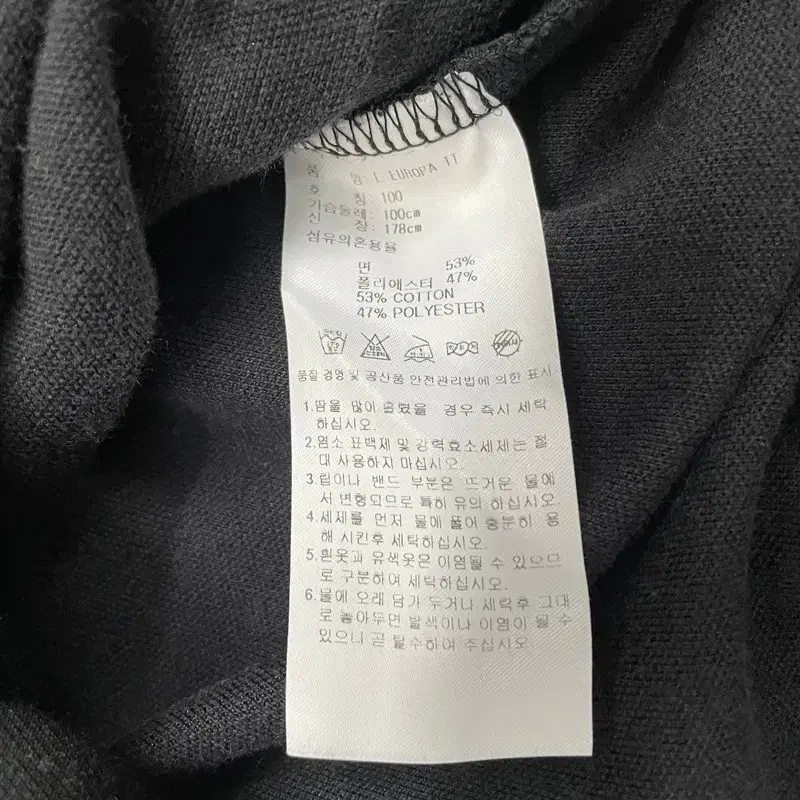 품 명: L EUROPA TT
호 칭: 100
가슴둘레: 100cm
신 장: 178cm
섬유의혼용율
면 53%
폴리에스터 47%
53% COTTON
47% POLYESTER
품질 경영 및 공산품 안전관리법에 의한 표시
1.땀을 많이 흘렸을 경우 즉시 세탁
하십시오.
2.염소 표백제 및 강력효소세제는 절
대 사용하지 마십시오.
3.립이나 밴드 부분은 뜨거운 물에
서 변형되므로 특히 유의 하십시오.
4.세제를 먼저 물에 풀어 충분히 용
해 시킨후 세탁하십시오.
5.흰옷과 유색옷은 이염될 수 있으므
로 구분하여 세탁하십시오.
6.물에 오래 담가 두거나 세탁후 그대
로 놓아두면 발색이나 이염이 될 수
있으니 곧 탈수하여 주십시오